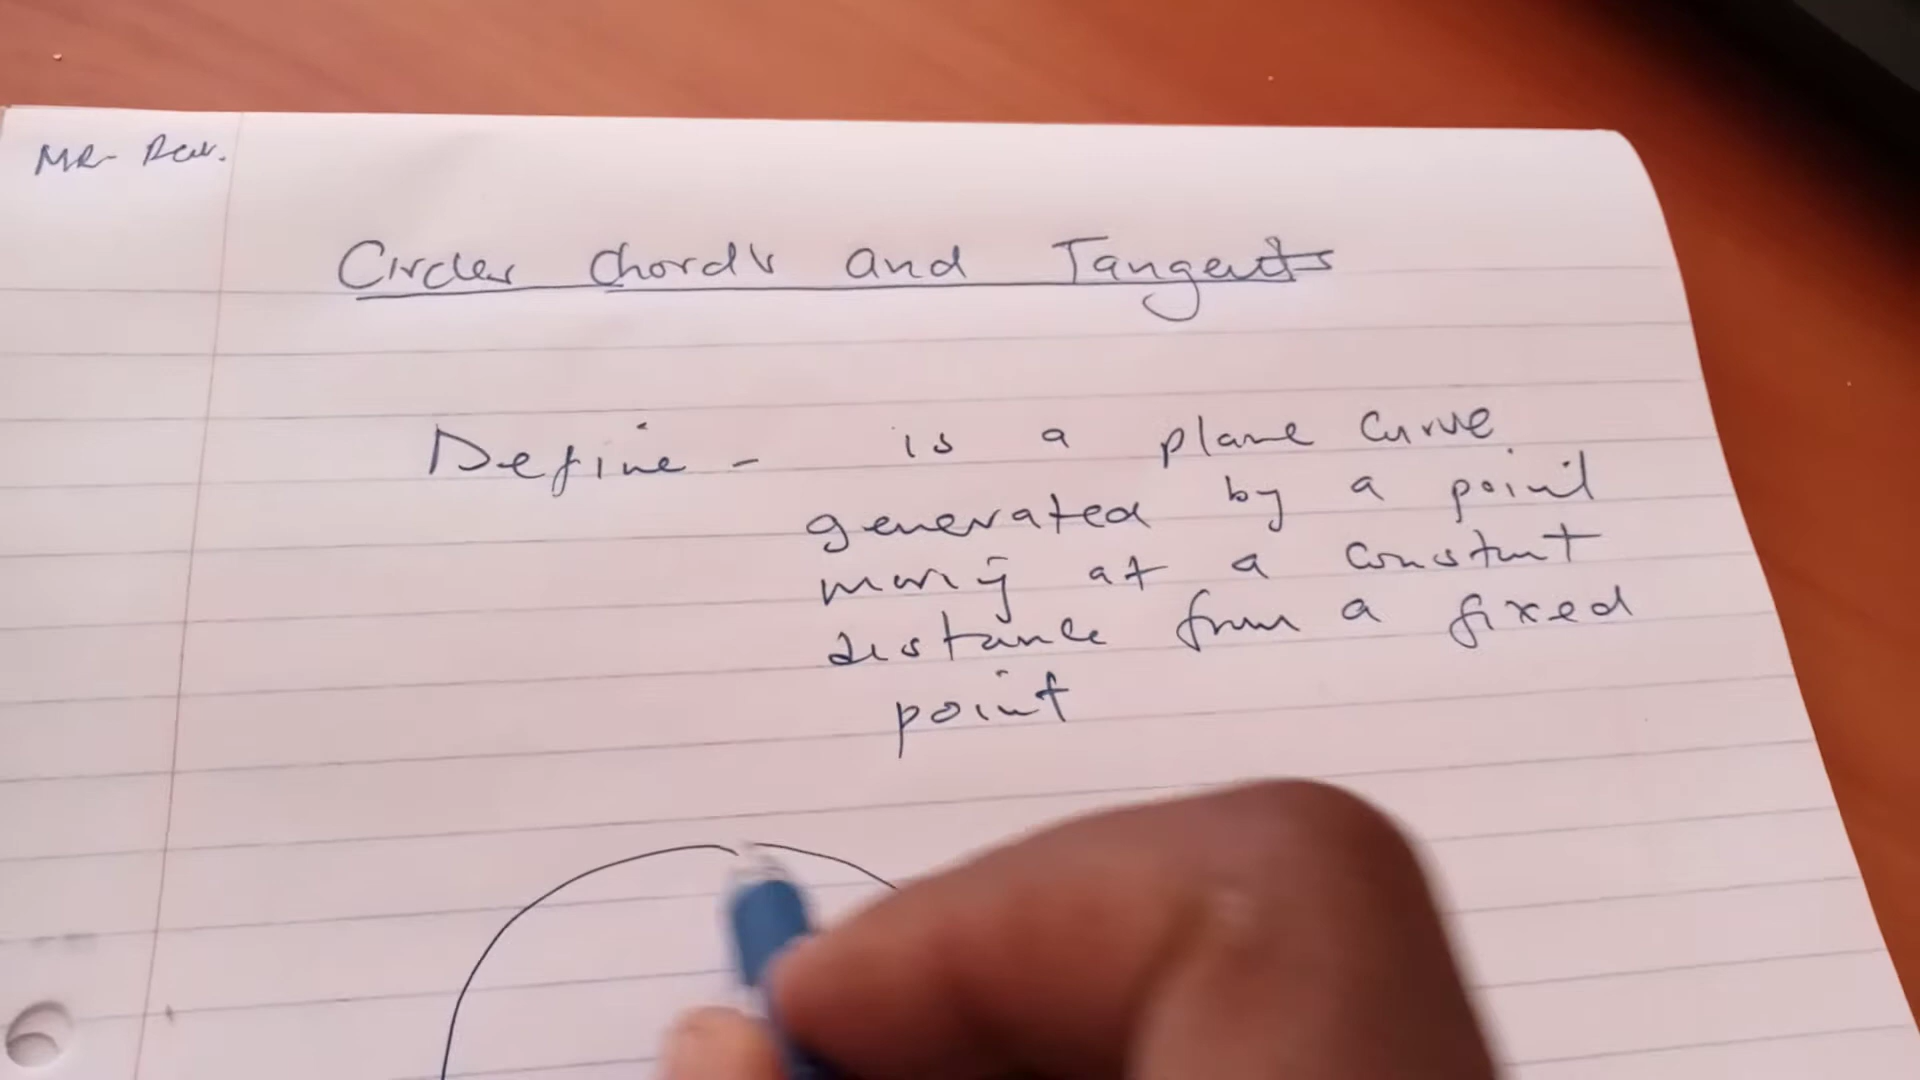 MR-
Circles Chords and Tangents
Define - is a plane curve
generated by a point
moving at a constant
distance from a fixed
point